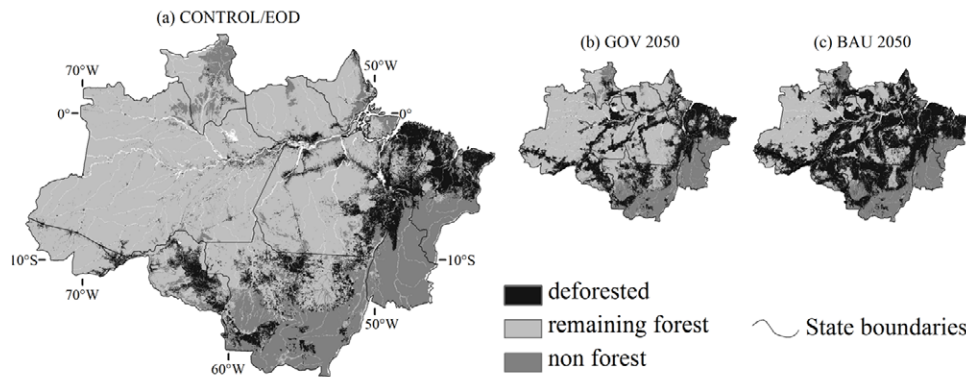 (a) CONTROL/EOD
(b) GOV 2050
(c) BAU 2050
70°W
50°W
0°
0°
10°S
10°S
70°W
60°W
50°W
deforested
remaining forest
non forest
State boundaries